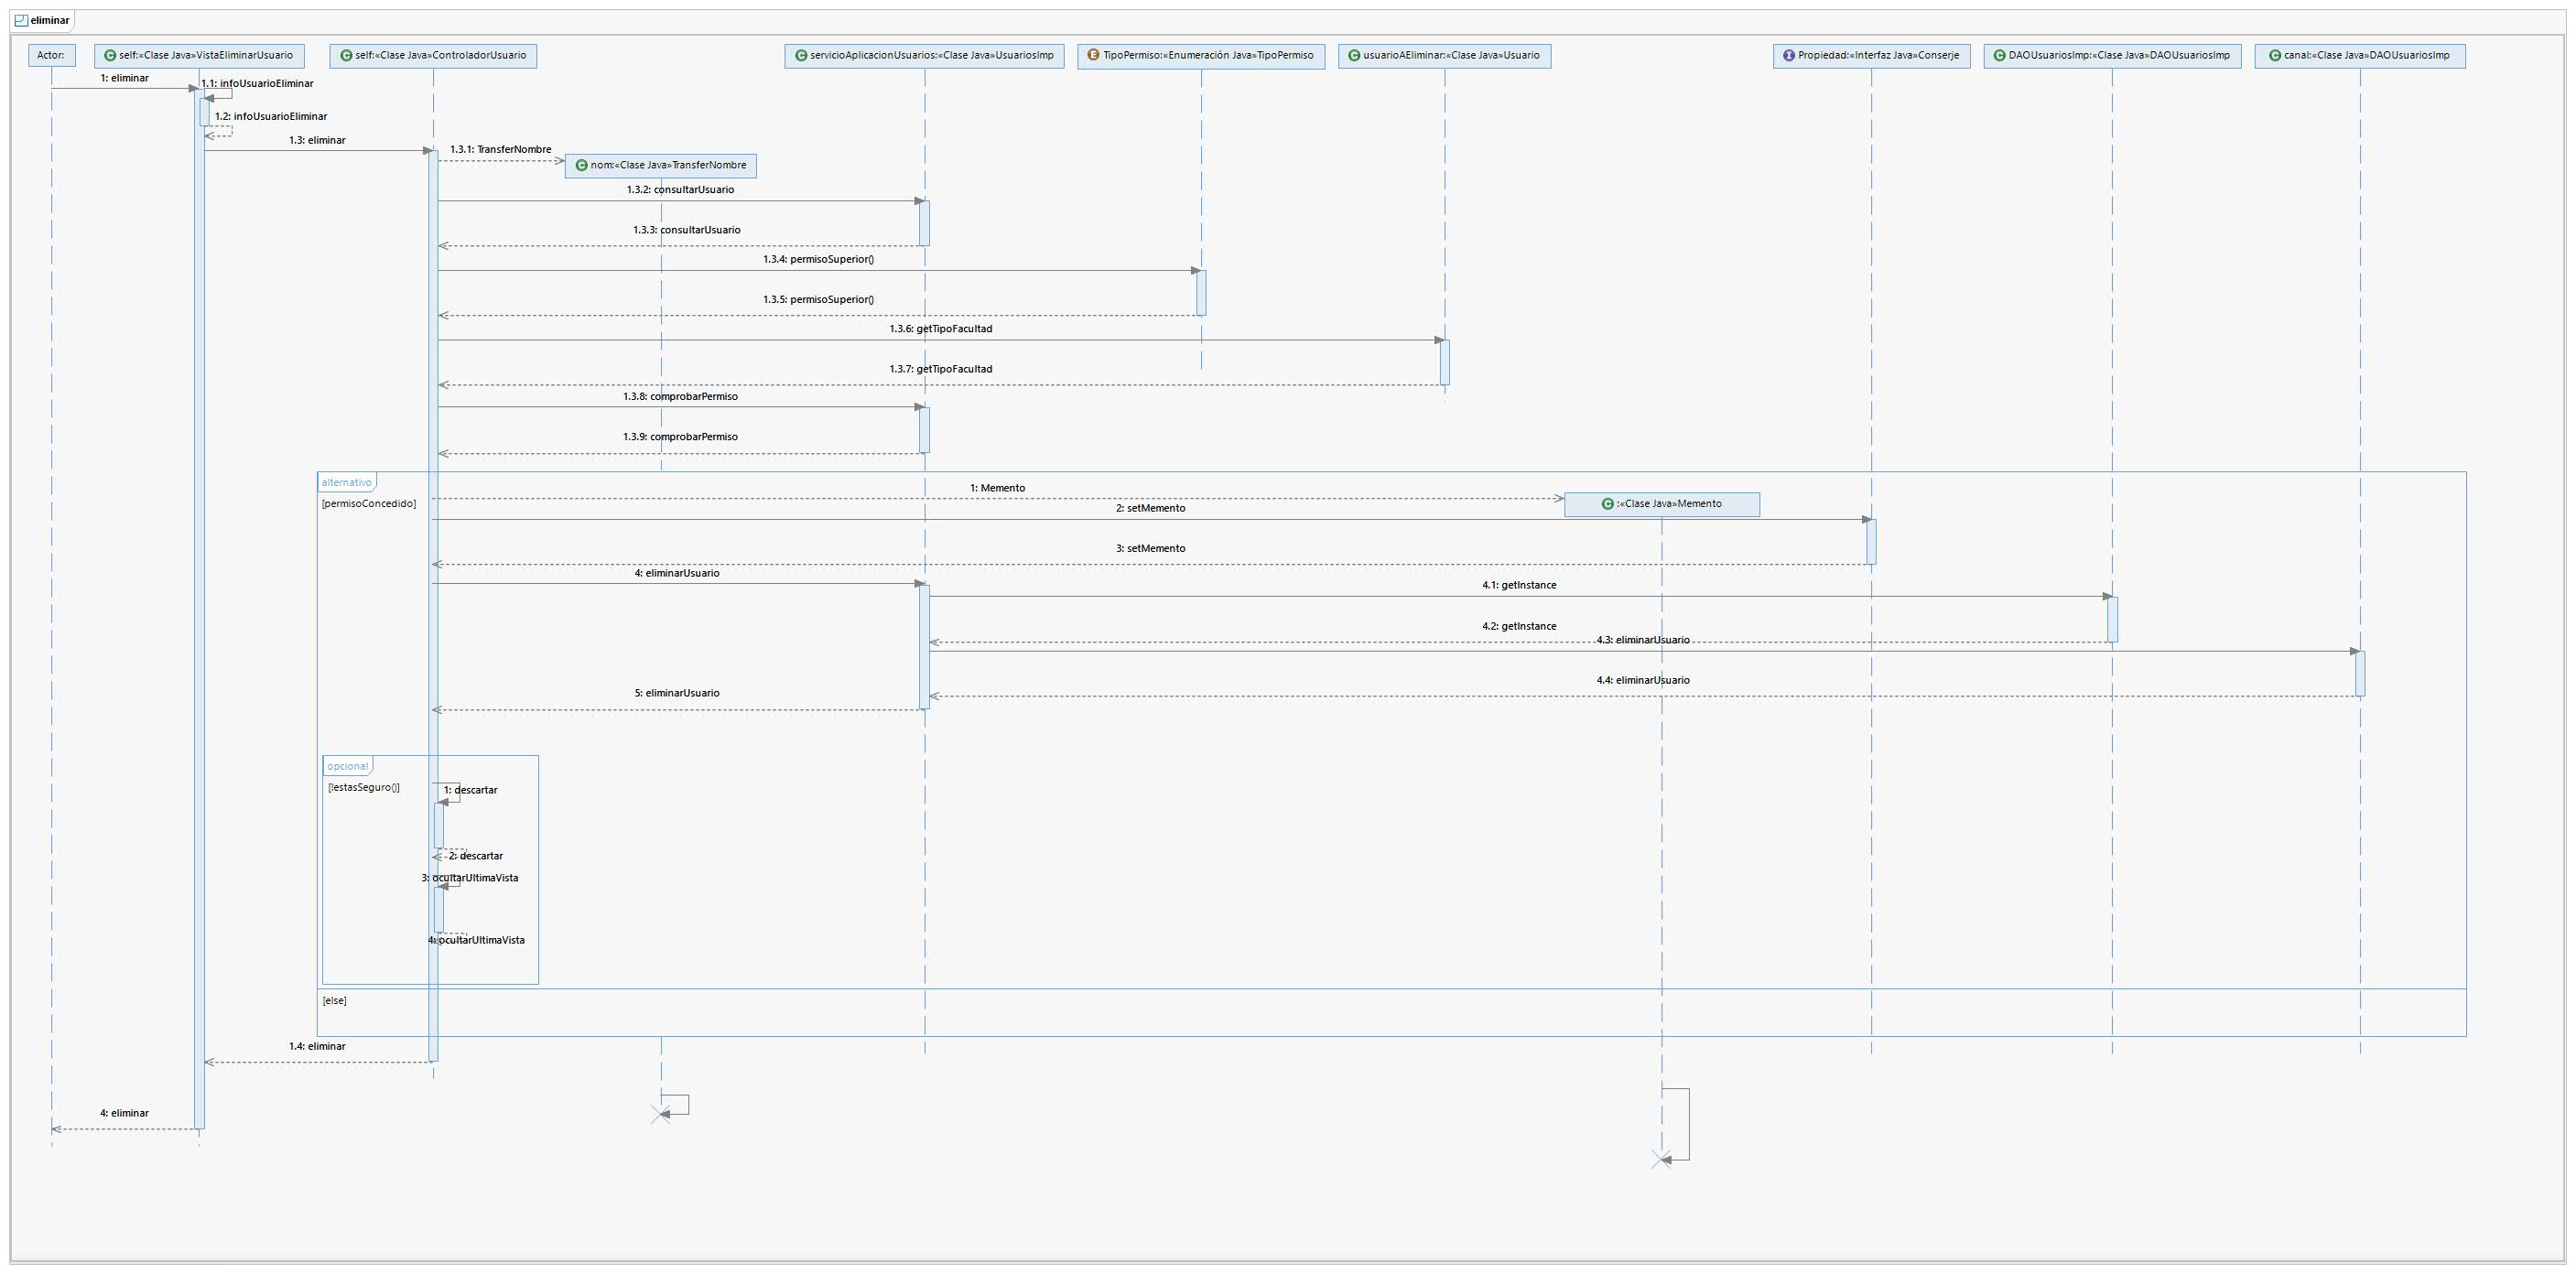 eliminar
Actor:
self:«Clase Java»VistaEliminarUsuario
self:«Clase Java»ControladorUsuario
servicioAplicacionUsuarios:«Clase Java»UsuariosImp
TipoPermiso:«Enumeración Java»TipoPermiso
usuarioAEliminar:«Clase Java»Usuario
Propiedad:«Interfaz Java»Conserje
DAOUsuariosImp:«Clase Java»DAOUsuariosImp
canal:«Clase Java»DAOUsuariosImp
1: eliminar
1.1: infoUsuarioEliminar
1.2: infoUsuarioEliminar
1.3: eliminar
1.3.1: TransferNombre
nom:«Clase Java»TransferNombre
1.3.2: consultarUsuario
1.3.3: consultarUsuario
1.3.4: permisoSuperior()
1.3.5: permisoSuperior()
1.3.6: getTipoFacultad
1.3.7: getTipoFacultad
1.3.8: comprobarPermiso
1.3.9: comprobarPermiso
alternativo
[permisoConcedido]
1: Memento
:«Clase Java»Memento
2: setMemento
3: setMemento
4: eliminarUsuario
4.1: getInstance
4.2: getInstance
4.3: eliminarUsuario
4.4: eliminarUsuario
5: eliminarUsuario
opcional
[!estasSeguro()]
1: descartar
2: descartar
3: ocultarUltimaVista
4: ocultarUltimaVista
[else]
1.4: eliminar
4: eliminar